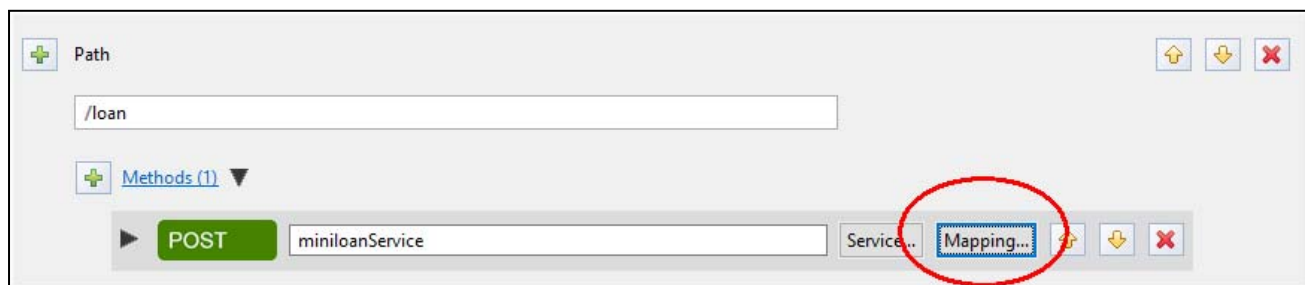 Path
/loan
Methods (1)
POST miniloanService Service... Mapping...